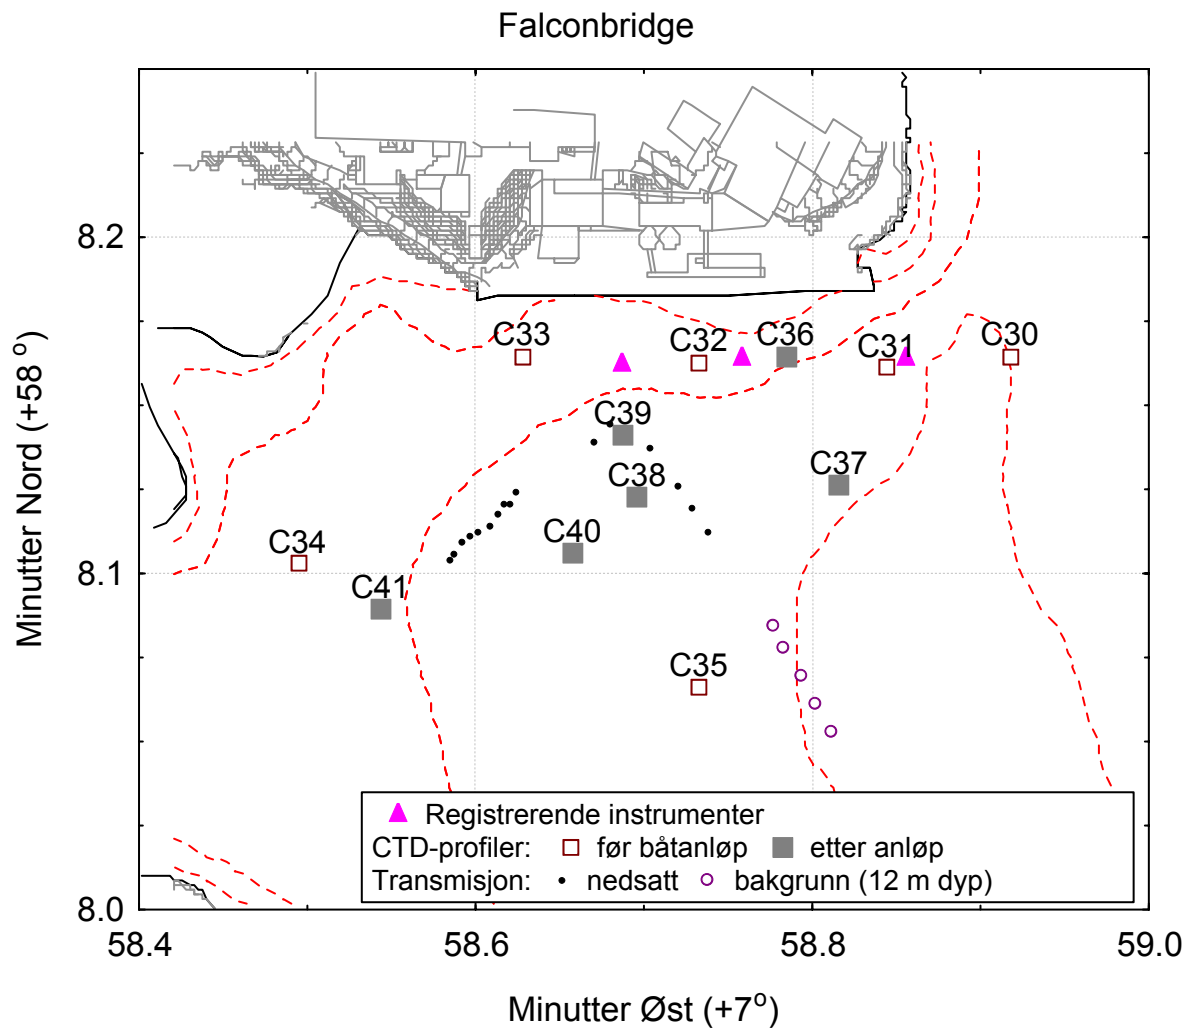 Falconbridge
8.2
8.1
8.0
Minutter Nord (+58 °)
C33
C32
C36
C31
C30
C39
C38
C37
C40
C34
C41
C35
Registrerende instrumenter
CTD-profiler: før båtanløp etter anløp
Transmisjon: nedsatt bakgrunn (12 m dyp)
58.4 58.6 58.8 59.0
Minutter Øst (+7°)